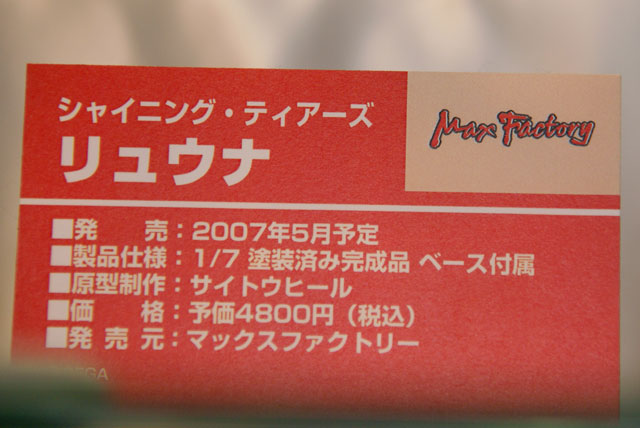 シャイニング・ティアーズ
リュウナ
Max Factory
■発　売：2007年5月予定
■製品仕様：1/7 塗装済み完成品 ベース付属
■原型制作：サイトウヒール
■価　格：予価4800円（税込）
■発 売 元：マックスファクトリー